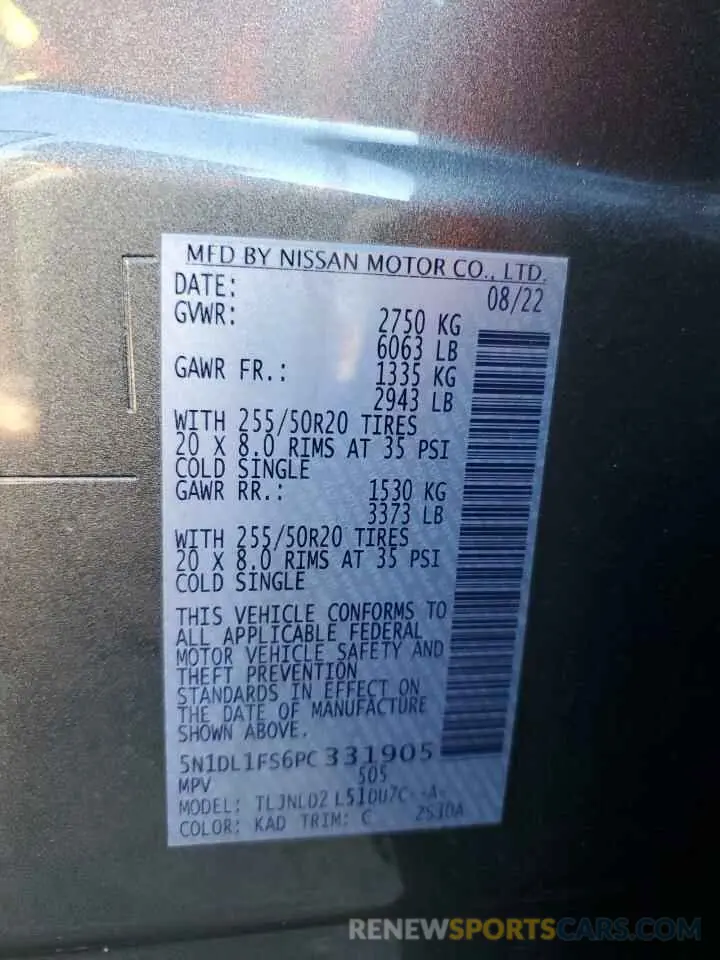 MFD BY NISSAN MOTOR CO., LTD.
DATE: 08/22
GVWR: 2750 KG
6063 LB
GAWR FR.: 1335 KG
2943 LB
WITH 255/50R20 TIRES
20 X 8.0 RIMS AT 35 PSI
COLD SINGLE
GAWR RR.: 1530 KG
3373 LB
WITH 255/50R20 TIRES
20 X 8.0 RIMS AT 35 PSI
COLD SINGLE
THIS VEHICLE CONFORMS TO
ALL APPLICABLE FEDERAL
MOTOR VEHICLE SAFETY AND
THEFT PREVENTION
STANDARDS IN EFFECT ON
THE DATE OF MANUFACTURE
SHOWN ABOVE.
5N1DL1FS6PC331905
MPV 505
MODEL: TLJNLD2 L51DU7C--A-
COLOR: KAD TRIM: C
RENEWSPORTSCARS.COM